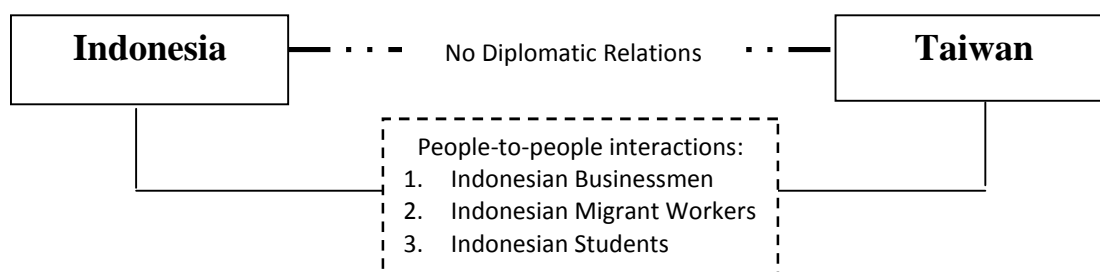 Indonesia
No Diplomatic Relations
Taiwan
People-to-people interactions:
1. Indonesian Businessmen
2. Indonesian Migrant Workers
3. Indonesian Students